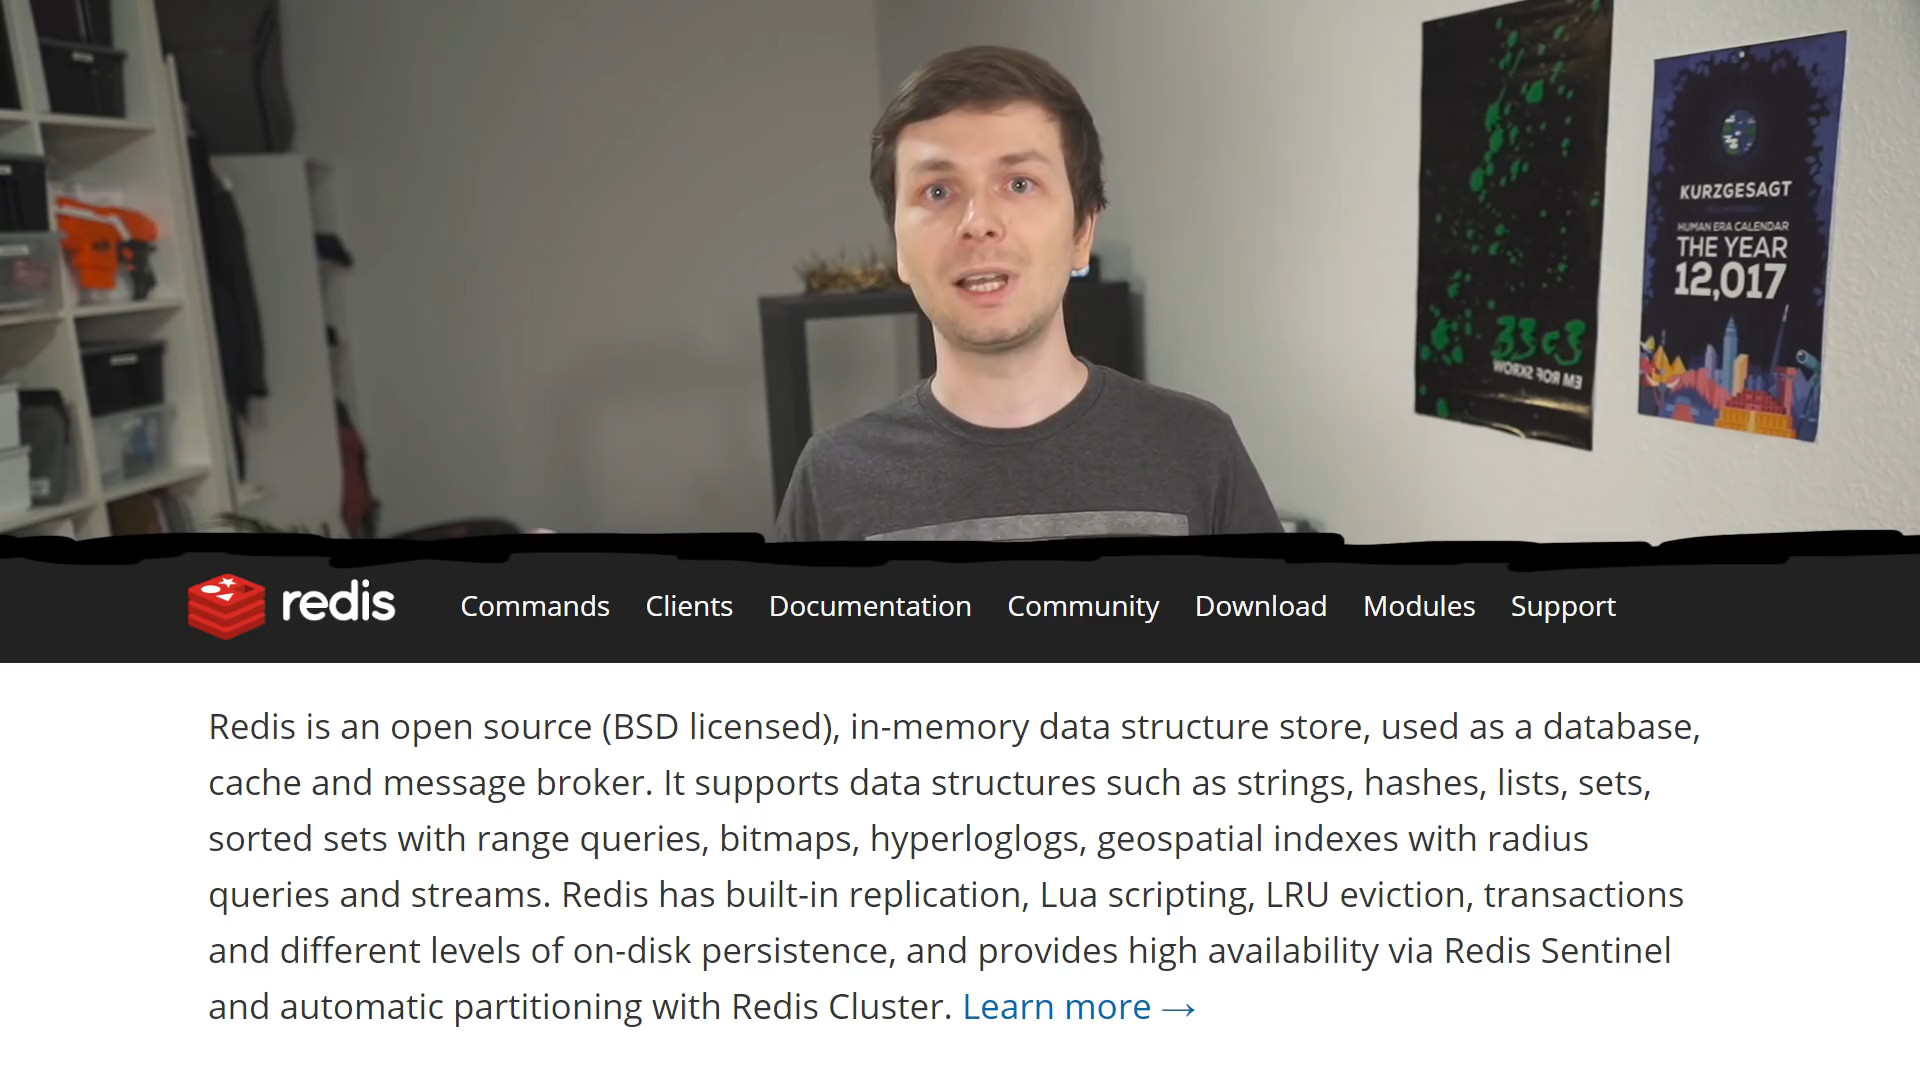 KURZGESAGT
HUMAN ERA CALENDAR
THE YEAR
12,017
33c3
WORKS FOR ME
redis
Commands Clients Documentation Community Download Modules Support
Redis is an open source (BSD licensed), in-memory data structure store, used as a database,
cache and message broker. It supports data structures such as strings, hashes, lists, sets,
sorted sets with range queries, bitmaps, hyperloglogs, geospatial indexes with radius
queries and streams. Redis has built-in replication, Lua scripting, LRU eviction, transactions
and different levels of on-disk persistence, and provides high availability via Redis Sentinel
and automatic partitioning with Redis Cluster. Learn more →